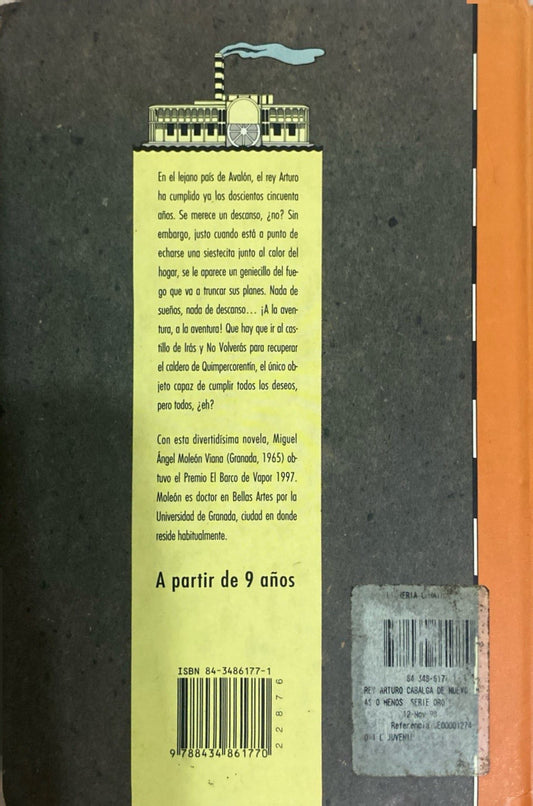 En el lejano país de Avalón, el rey Arturo
ha cumplido ya los doscientos cincuenta
años. Se merece un descanso, ¿no? Sin
embargo, justo cuando está a punto de
echarse una siestecita junto al calor del
hogar, se le aparece un geniecillo del fue-
go que va a truncar sus planes. Nada de
sueños, nada de descanso... ¡A la aven-
tura, a la aventura! Que hay que ir al cas-
tillo de Irás y No Volverás para recuperar
el caldero de Quimpercorentín, el único ob-
jeto capaz de cumplir todos los deseos,
pero todos, ¿eh?
Con esta divertidísima novela, Miguel
Ángel Moleón Viana (Granada, 1965) ob-
tuvo el Premio El Barco de Vapor 1997.
Moleón es doctor en Bellas Artes por la
Universidad de Granada, ciudad en donde
reside habitualmente.
A partir de 9 años
ISBN 84-3486177-1
22876
9 788434 861770
84 348-617
REY ARTURO CABALGA DE NUEVO
AS O MENOS SERIE ORO
12-Nov
Referencia
JUVENI